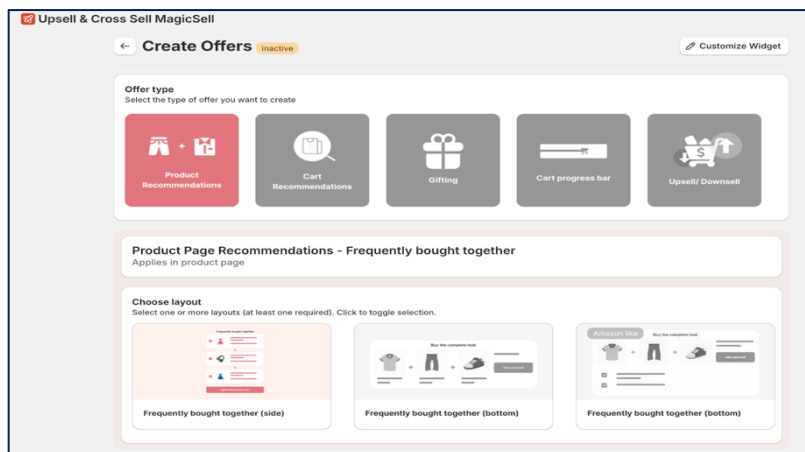 Upsell & Cross Sell MagicSell
Create Offers
inactive
Customize Widget
Offer type
Select the type of offer you want to create
Product
Recommendations
Cart
Recommendations
Gifting
Cart progress bar
Upsell/ Downsell
Product Page Recommendations - Frequently bought together
Applies in product page
Choose layout
Select one or more layouts (at least one required). Click to toggle selection.
Frequently bought together
Buy the complete look
Amazon like
Buy the complete look
Add selected
Frequently bought together (side)
Frequently bought together (bottom)
Frequently bought together (bottom)